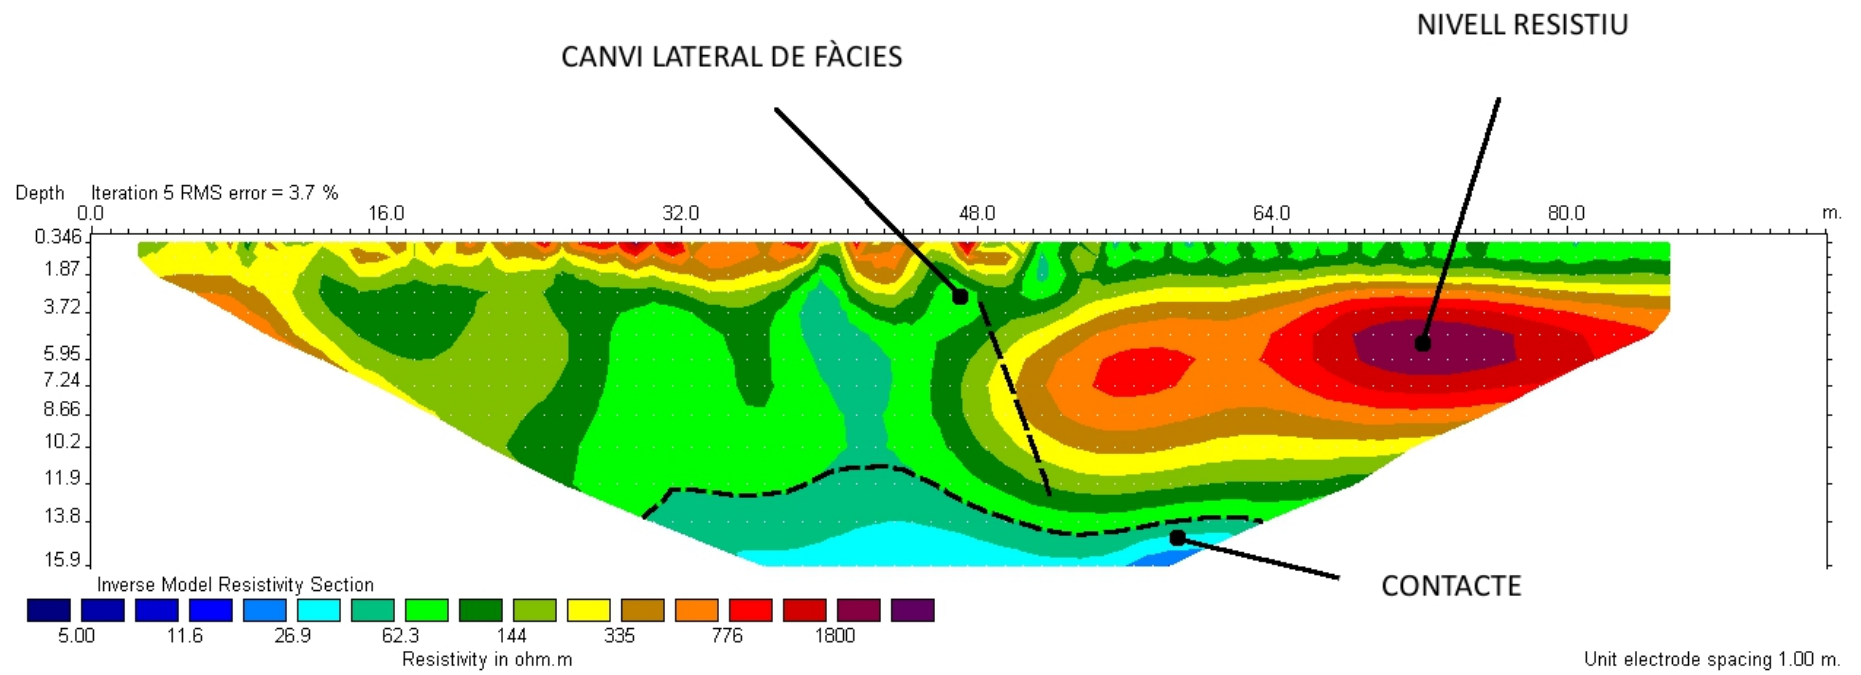 NIVELL RESISTIU
CANVI LATERAL DE FÀCIES
Depth Iteration 5 RMS error = 3.7 %
0.0 16.0 32.0 48.0 64.0 80.0 m.
0.346
1.87
3.72
5.95
7.24
8.66
10.2
11.9
13.8
15.9
CONTACTE
Inverse Model Resistivity Section
5.00 11.6 26.9 62.3 144 335 776 1800
Resistivity in ohm.m
Unit electrode spacing 1.00 m.